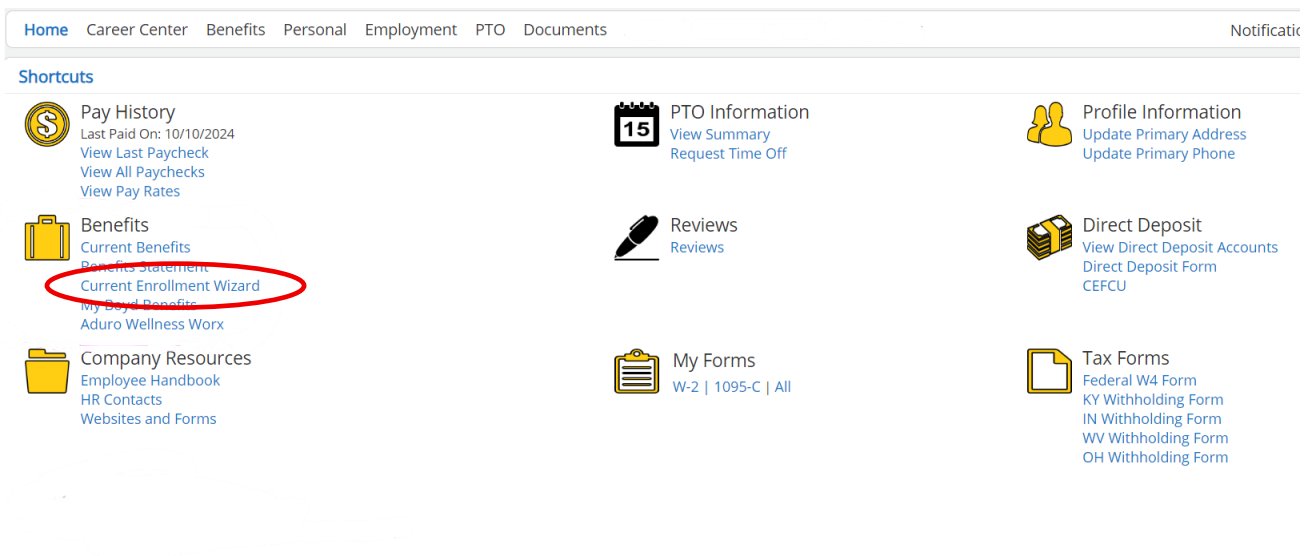 Home Career Center Benefits Personal Employment PTO Documents Notificatio
Shortcuts
Pay History
Last Paid On: 10/10/2024
View Last Paycheck
View All Paychecks
View Pay Rates
PTO Information
15
View Summary
Request Time Off
Profile Information
Update Primary Address
Update Primary Phone
Benefits
Current Benefits
Benefits Statement
Current Enrollment Wizard
My Boyd Benefits
Aduro Wellness Worx
Reviews
Reviews
Direct Deposit
View Direct Deposit Accounts
Direct Deposit Form
CEFCU
Company Resources
Employee Handbook
HR Contacts
Websites and Forms
My Forms
W-2 | 1095-C | All
Tax Forms
Federal W4 Form
KY Withholding Form
IN Withholding Form
WV Withholding Form
OH Withholding Form